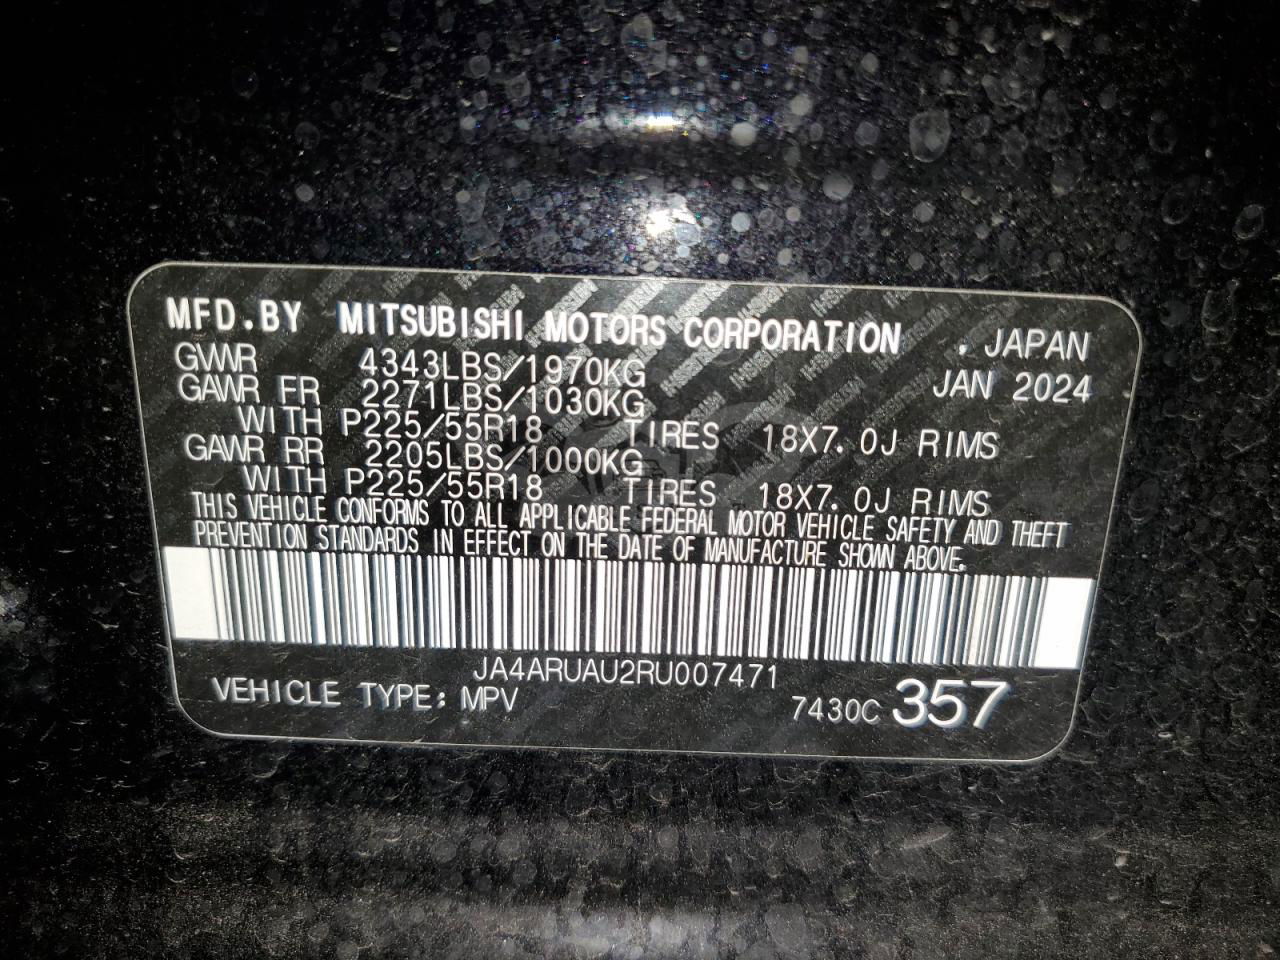 MFD.BY MITSUBISHI MOTORS CORPORATION , JAPAN
GVWR 4343LBS/1970KG JAN 2024
GAWR FR 2271LBS/1030KG
WITH P225/55R18 TIRES 18X7.0J RIMS
GAWR RR 2205LBS/1000KG
WITH P225/55R18 TIRES 18X7.0J RIMS
THIS VEHICLE CONFORMS TO ALL APPLICABLE FEDERAL MOTOR VEHICLE SAFETY AND THEFT
PREVENTION STANDARDS IN EFFECT ON THE DATE OF MANUFACTURE SHOWN ABOVE.
JA4ARUAU2RU007471
VEHICLE TYPE: MPV 7430C 357